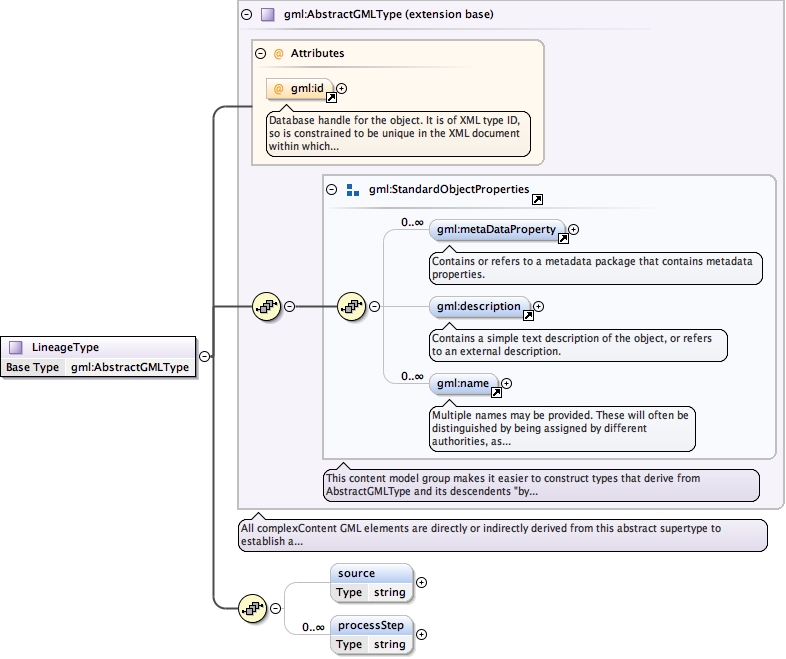 gml:AbstractGMLType (extension base)
@ Attributes
@ gml:id
Database handle for the object. It is of XML type ID,
so is constrained to be unique in the XML document
within which...
gml:StandardObjectProperties
0..∞
gml:metaDataProperty
Contains or refers to a metadata package that contains metadata
properties.
gml:description
Contains a simple text description of the object, or refers
to an external description.
0..∞
gml:name
Multiple names may be provided. These will often be
distinguished by being assigned by different
authorities, as...
LineageType
Base Type gml:AbstractGMLType
This content model group makes it easier to construct types that derive from
AbstractGMLType and its descendents "by...
All complexContent GML elements are directly or indirectly derived from this abstract supertype to
establish a...
source
Type string
0..∞
processStep
Type string